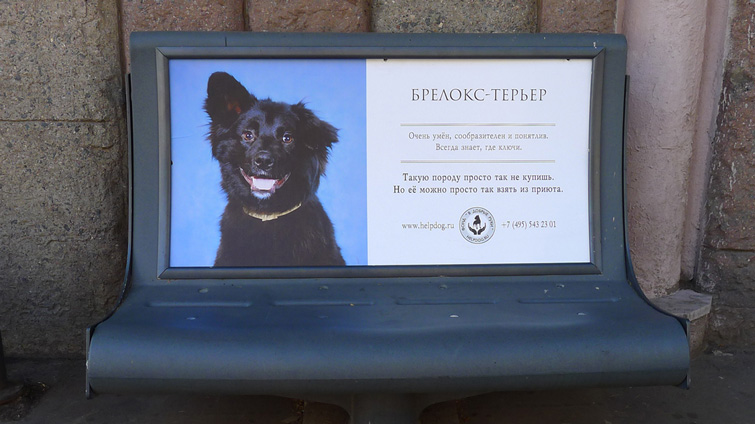 БРЕЛОКС-ТЕРЬЕР
Очень умён, сообразителен и понятлив.
Всегда знает, где ключи.
Такую породу просто так не купишь.
Но её можно просто так взять из приюта.
www.helpdog.ru +7 (495) 543 23 01